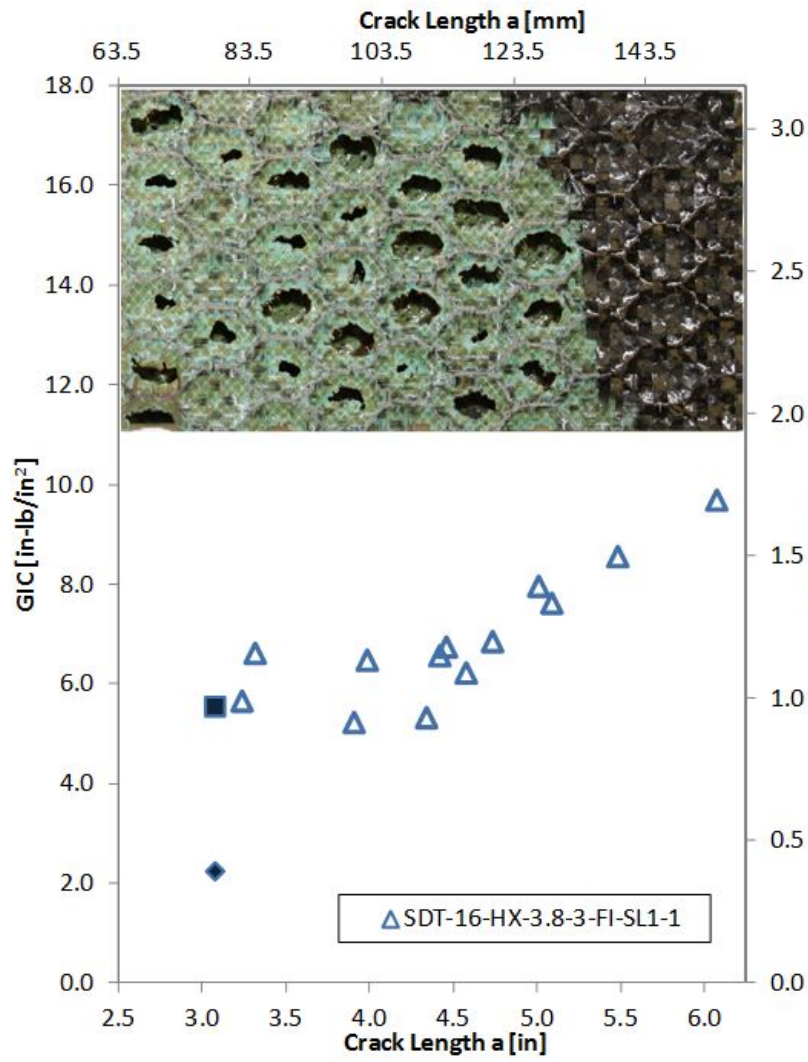 Crack Length a [mm]
63.5 83.5 103.5 123.5 143.5
18.0
16.0
14.0
12.0
10.0
8.0
6.0
4.0
2.0
0.0
GIC [in-lb/in²]
3.0
2.5
2.0
1.5
1.0
0.5
0.0
SDT-16-HX-3.8-3-FI-SL1-1
2.5 3.0 3.5 4.0 4.5 5.0 5.5 6.0
Crack Length a [in]